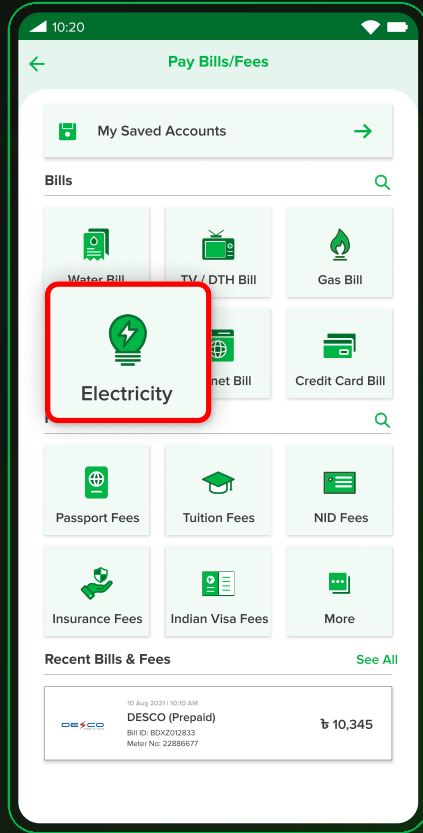 10:20
Pay Bills/Fees
My Saved Accounts
Bills
Water Bill
TV / DTH Bill
Gas Bill
Electricity
net Bill
Credit Card Bill
Passport Fees
Tuition Fees
NID Fees
Insurance Fees
Indian Visa Fees
More
Recent Bills & Fees
See All
10 Aug 2021 | 10:10 AM
DESCO
DESCO (Prepaid)
৳ 10,345
Bill ID: BDXZ012833
Meter No: 22886677